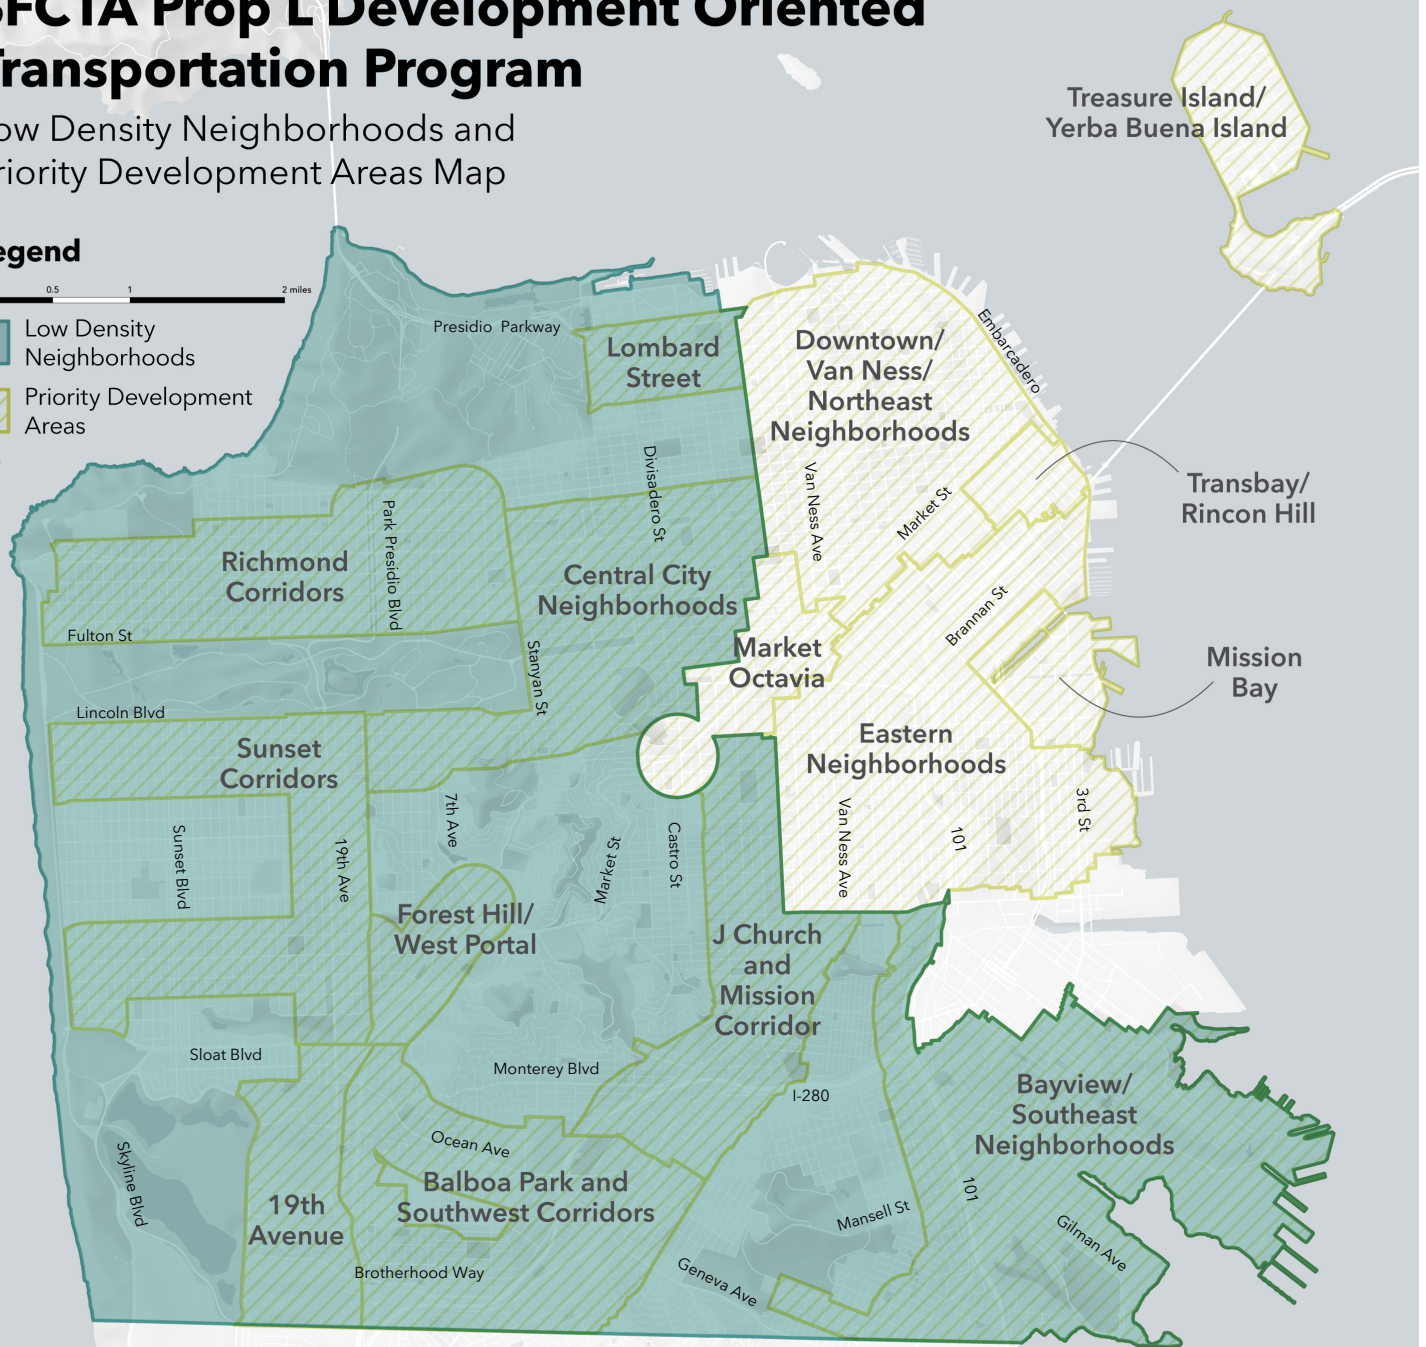 SFCTA Prop L Development Oriented
Transportation Program
Low Density Neighborhoods and
Priority Development Areas Map
Legend
0.5
1
2 miles
Low Density
Neighborhoods
Priority Development
Areas
Treasure Island/
Yerba Buena Island
Presidio Parkway
Lombard
Street
Downtown/
Van Ness/
Northeast
Neighborhoods
Embarcadero
Divisadero St
Van Ness Ave
Market St
Transbay/
Rincon Hill
Park Presidio Blvd
Richmond
Corridors
Central City
Neighborhoods
Brannan St
Fulton St
Stanyan St
Market
Octavia
Mission
Bay
Lincoln Blvd
Sunset
Corridors
Eastern
Neighborhoods
7th Ave
3rd St
Sunset Blvd
19th Ave
Market St
Castro St
Van Ness Ave
101
Forest Hill/
West Portal
J Church
and
Mission
Corridor
Sloat Blvd
Monterey Blvd
I-280
Bayview/
Southeast
Neighborhoods
Ocean Ave
Skyline Blvd
Balboa Park and
Southwest Corridors
19th
Avenue
Mansell St
101
Gilman Ave
Brotherhood Way
Geneva Ave